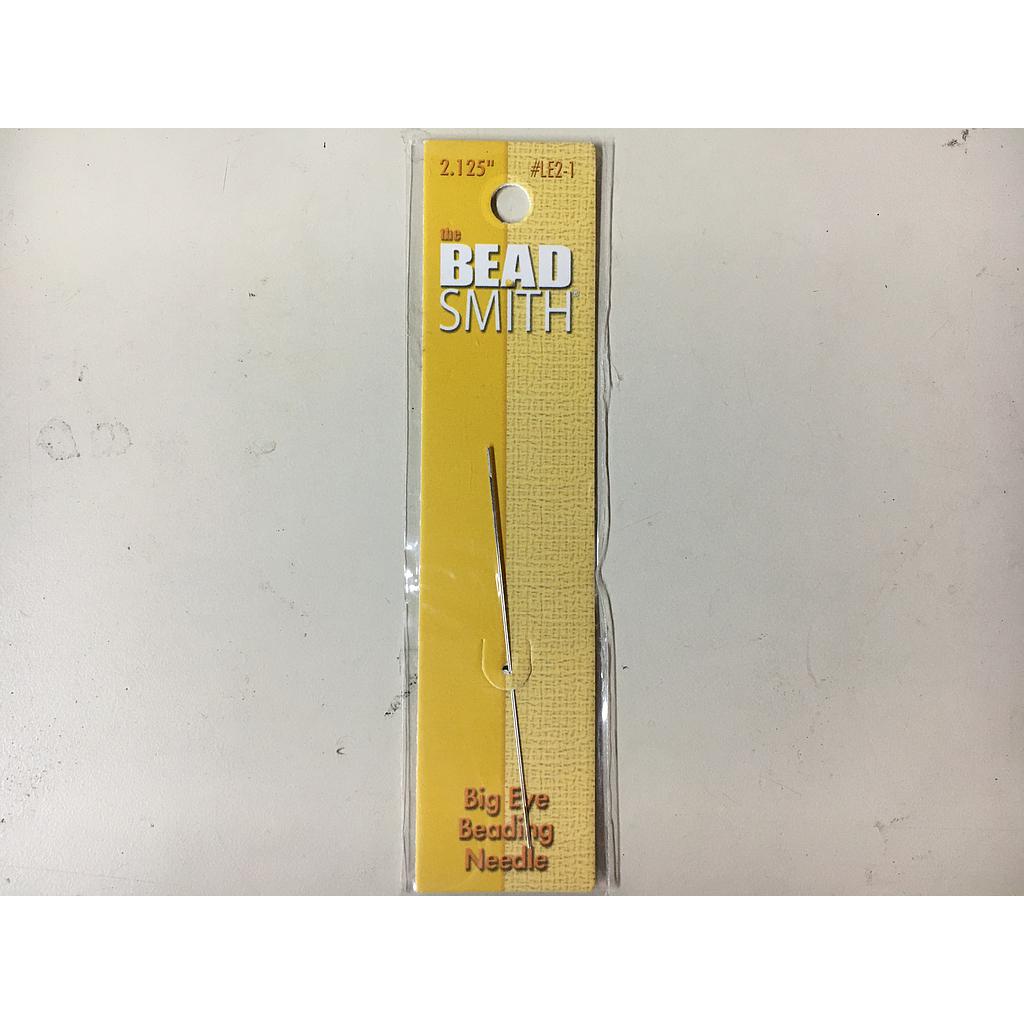 2.125" #LE2-1
the
BEAD
SMITH®
Big Eye
Beading
Needle